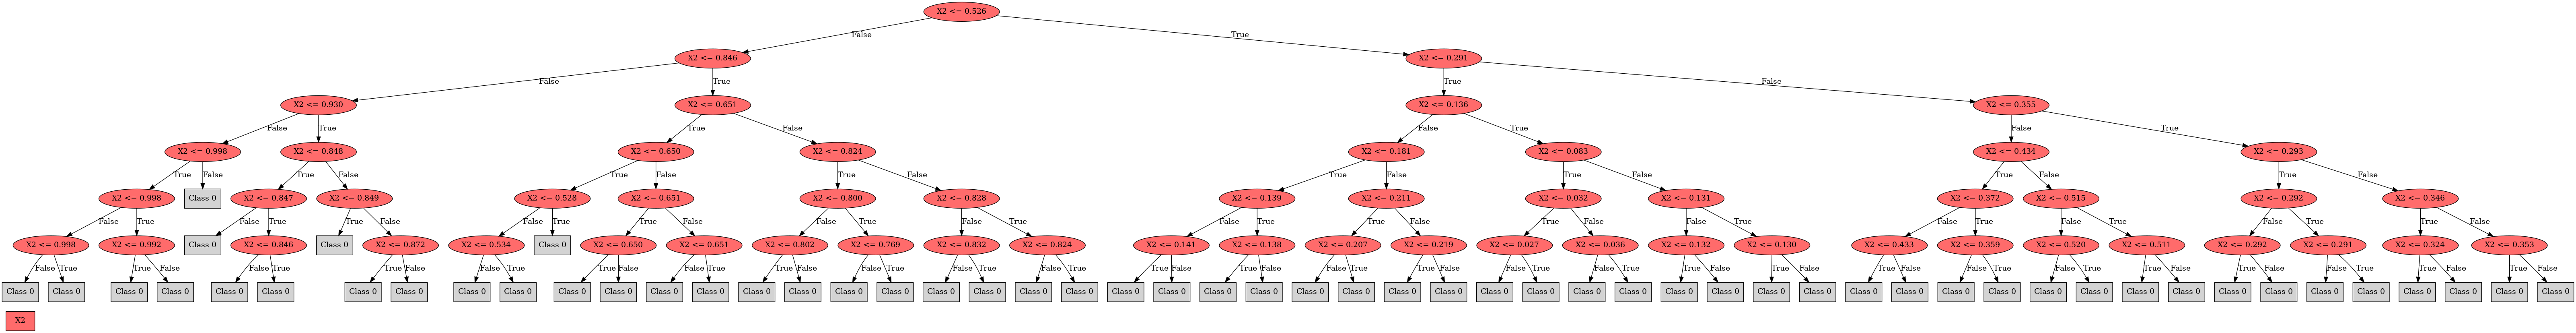 X2 <= 0.526
False True
X2 <= 0.846 X2 <= 0.291
False True True False
X2 <= 0.930 X2 <= 0.651 X2 <= 0.136 X2 <= 0.355
False True True False False True False True
X2 <= 0.998 X2 <= 0.848 X2 <= 0.650 X2 <= 0.824 X2 <= 0.181 X2 <= 0.083 X2 <= 0.434 X2 <= 0.293
True False True False True False True False True False True False True False True False
X2 <= 0.998 Class 0 X2 <= 0.847 X2 <= 0.849 X2 <= 0.528 X2 <= 0.651 X2 <= 0.800 X2 <= 0.828 X2 <= 0.139 X2 <= 0.211 X2 <= 0.032 X2 <= 0.131 X2 <= 0.372 X2 <= 0.515 X2 <= 0.292 X2 <= 0.346
False True False True True False False True True False False True False True False True True False True False False True False True False True False True True False
X2 <= 0.998 X2 <= 0.992 Class 0 X2 <= 0.846 Class 0 X2 <= 0.872 X2 <= 0.534 Class 0 X2 <= 0.650 X2 <= 0.651 X2 <= 0.802 X2 <= 0.769 X2 <= 0.832 X2 <= 0.824 X2 <= 0.141 X2 <= 0.138 X2 <= 0.207 X2 <= 0.219 X2 <= 0.027 X2 <= 0.036 X2 <= 0.132 X2 <= 0.130 X2 <= 0.433 X2 <= 0.359 X2 <= 0.520 X2 <= 0.511 X2 <= 0.292 X2 <= 0.291 X2 <= 0.324 X2 <= 0.353
False True True False False True True False False True True False False True True False False True False True False True True False True False False True True False False True False True True False True False True False False True False True True False True False False True True False True False
Class 0 Class 0 Class 0 Class 0 Class 0 Class 0 Class 0 Class 0 Class 0 Class 0 Class 0 Class 0 Class 0 Class 0 Class 0 Class 0 Class 0 Class 0 Class 0 Class 0 Class 0 Class 0 Class 0 Class 0 Class 0 Class 0 Class 0 Class 0 Class 0 Class 0 Class 0 Class 0 Class 0 Class 0 Class 0 Class 0 Class 0 Class 0 Class 0 Class 0 Class 0 Class 0 Class 0 Class 0 Class 0 Class 0 Class 0 Class 0 Class 0 Class 0 Class 0 Class 0 Class 0 Class 0
X2